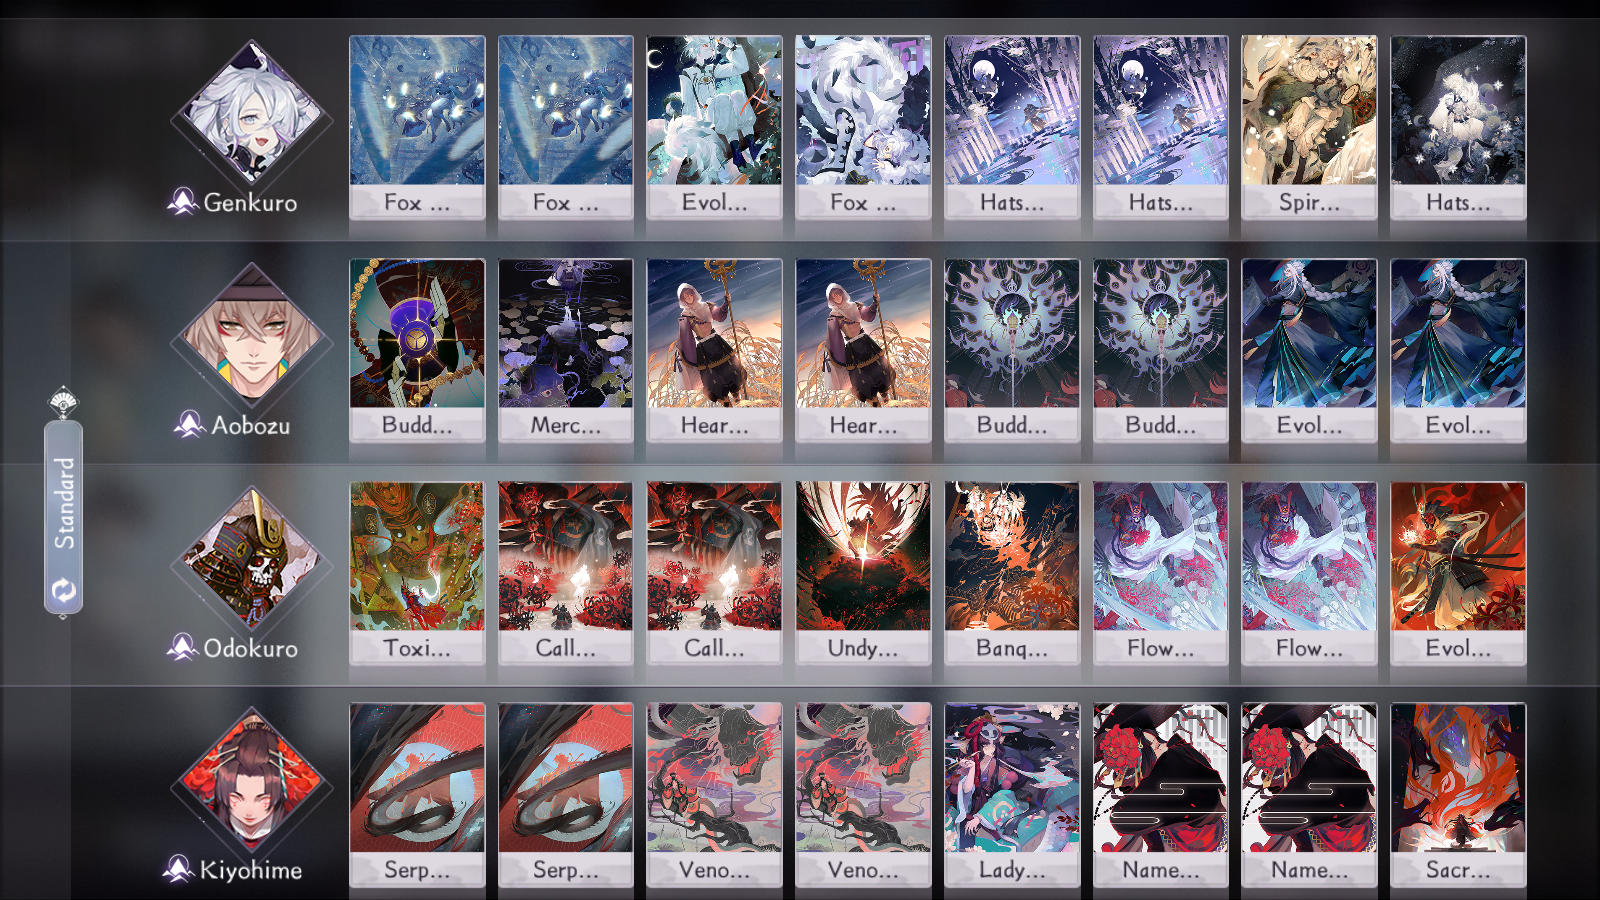 Genkuro
Fox ...
Fox ...
Evol...
Fox ...
Hats...
Hats...
Spir...
Hats...
Aobozu
Budd...
Merc...
Hear...
Hear...
Budd...
Budd...
Evol...
Evol...
Standard
Odokuro
Toxi...
Call...
Call...
Undy...
Banq...
Flow...
Flow...
Evol...
Kiyohime
Serp...
Serp...
Veno...
Veno...
Lady...
Name...
Name...
Sacr...